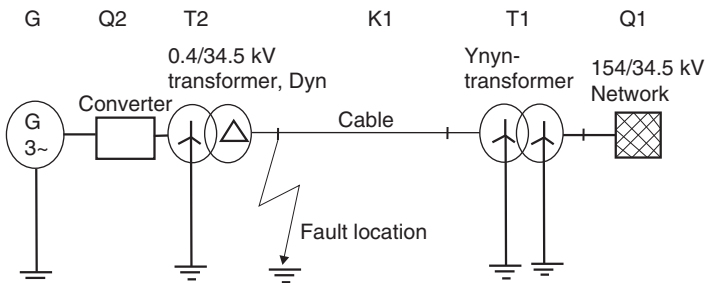 G
Q2
T2
K1
T1
Q1
0.4/34.5 kV
transformer, Dyn
Ynyn-
transformer
154/34.5 kV
Network
Converter
Cable
G
3~
Fault location